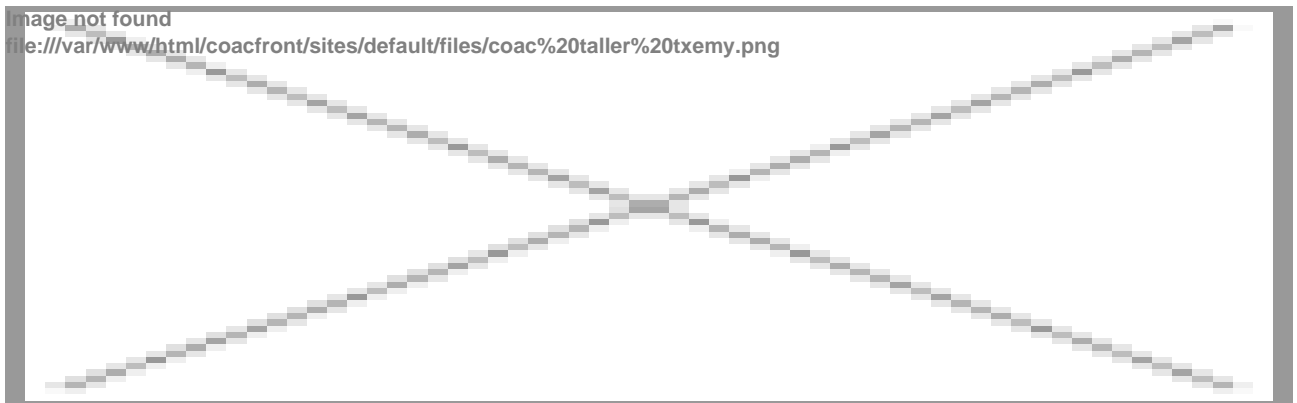 Image not found
file:///var/www/html/coacfront/sites/default/files/coac%20taller%20txemy.png